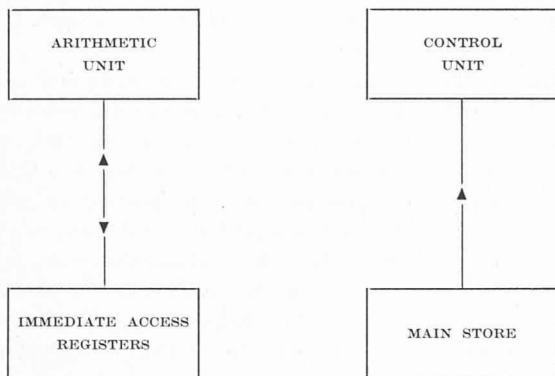 ARITHMETIC
UNIT
CONTROL
UNIT
IMMEDIATE ACCESS
REGISTERS
MAIN STORE